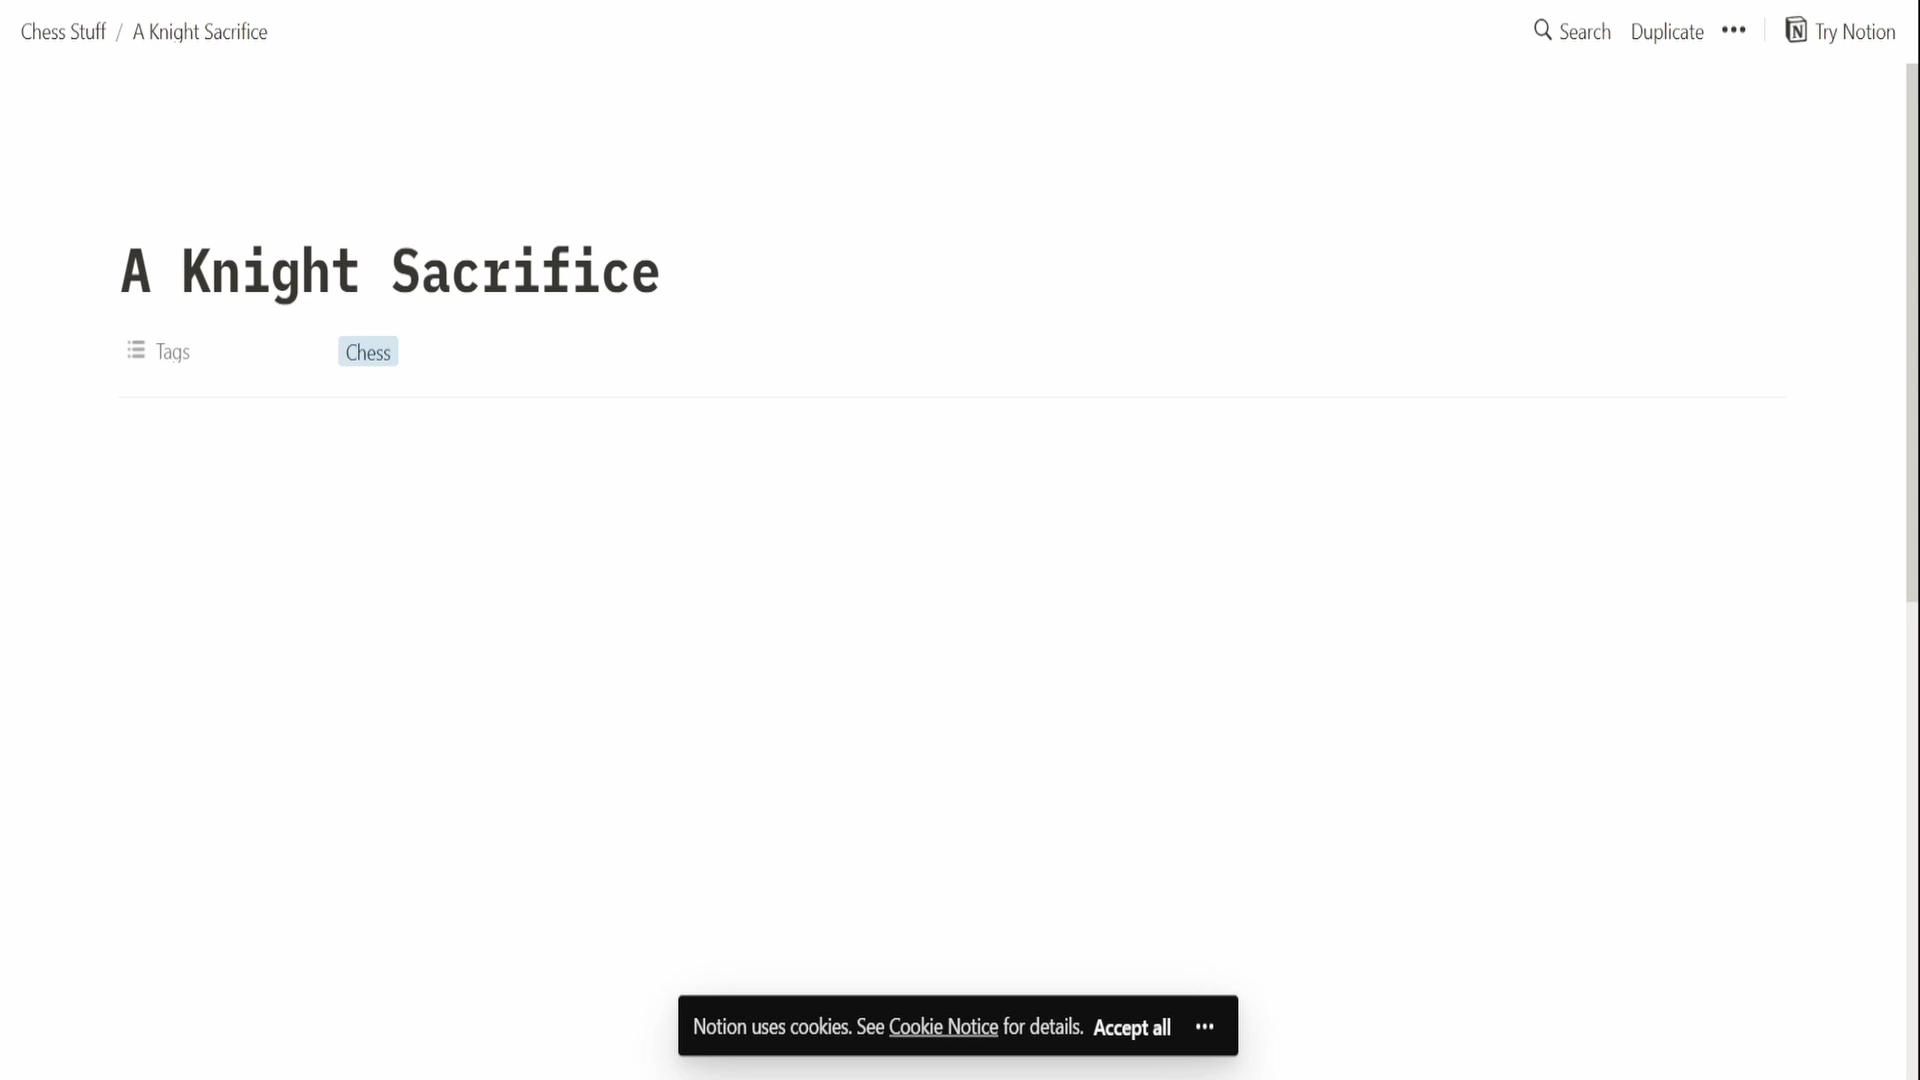 Chess Stuff / A Knight Sacrifice
Search Duplicate ••• Try Notion
A Knight Sacrifice
Tags Chess
Notion uses cookies. See Cookie Notice for details. Accept all •••